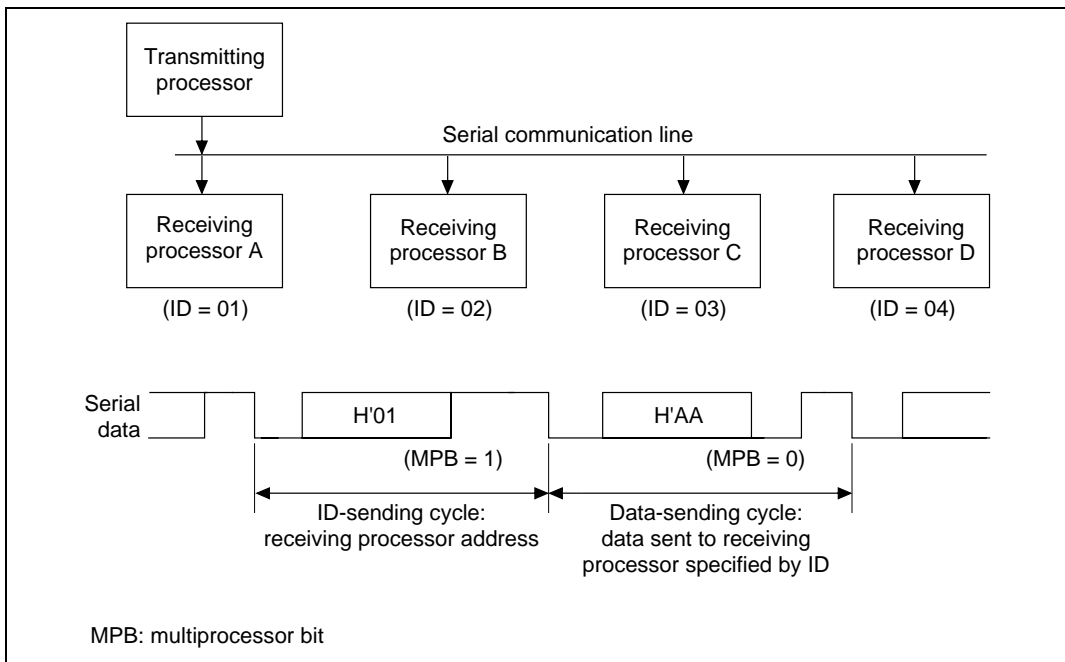 Transmitting
processor
Serial communication line
Receiving
processor A
Receiving
processor B
Receiving
processor C
Receiving
processor D
(ID = 01)
(ID = 02)
(ID = 03)
(ID = 04)
Serial
data
H'01
H'AA
(MPB = 1)
(MPB = 0)
ID-sending cycle:
receiving processor address
Data-sending cycle:
data sent to receiving
processor specified by ID
MPB: multiprocessor bit